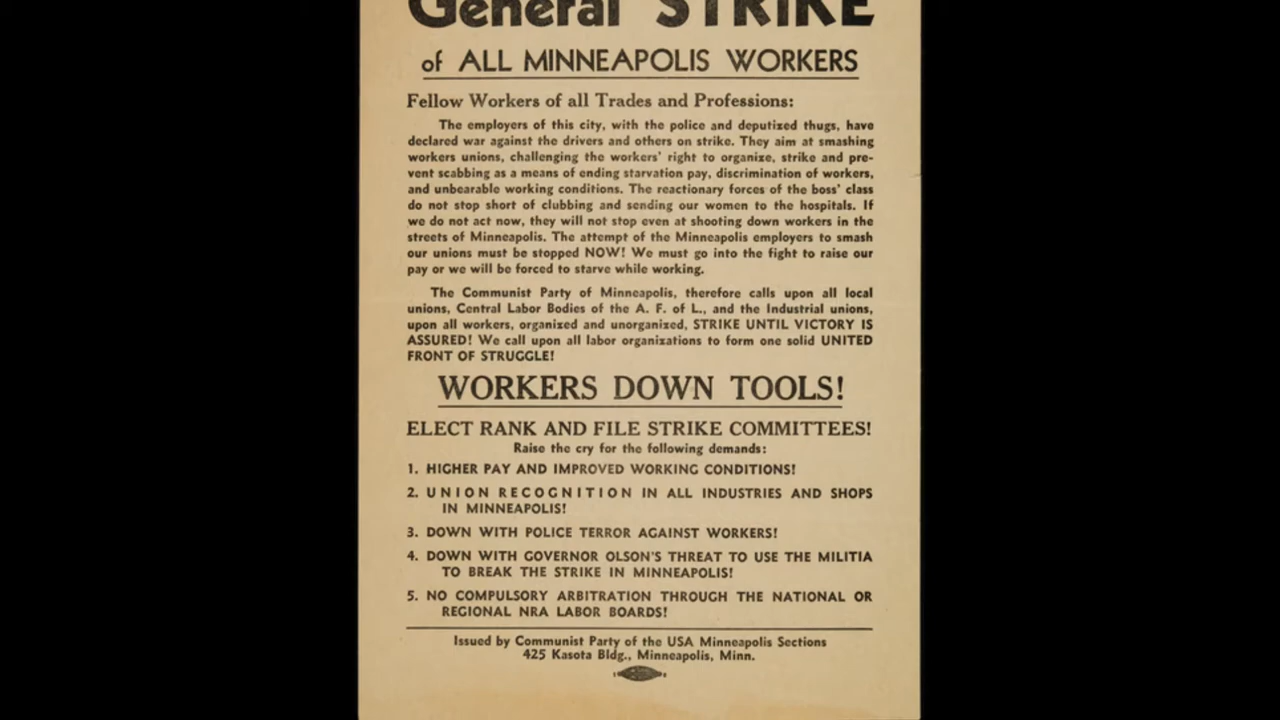 General STRIKE
of ALL MINNEAPOLIS WORKERS
Fellow Workers of all Trades and Professions:
The employers of this city, with the police and deputized thugs, have
declared war against the drivers and others on strike. They aim at smashing
workers unions, challenging the workers' right to organize, strike and pre-
vent scabbing as a means of ending starvation pay, discrimination of workers,
and unbearable working conditions. The reactionary forces of the boss' class
do not stop short of clubbing and sending our women to the hospitals. If
we do not act now, they will not stop even at shooting down workers in the
streets of Minneapolis. The attempt of the Minneapolis employers to smash
our unions must be stopped NOW! We must go into the fight to raise our
pay or we will be forced to starve while working.
The Communist Party of Minneapolis, therefore calls upon all local
unions, Central Labor Bodies of the A. F. of L., and the Industrial unions,
upon all workers, organized and unorganized, STRIKE UNTIL VICTORY IS
ASSURED! We call upon all labor organizations to form one solid UNITED
FRONT OF STRUGGLE!
WORKERS DOWN TOOLS!
ELECT RANK AND FILE STRIKE COMMITTEES!
Raise the cry for the following demands:
1. HIGHER PAY AND IMPROVED WORKING CONDITIONS!
2. UNION RECOGNITION IN ALL INDUSTRIES AND SHOPS
IN MINNEAPOLIS!
3. DOWN WITH POLICE TERROR AGAINST WORKERS!
4. DOWN WITH GOVERNOR OLSON'S THREAT TO USE THE MILITIA
TO BREAK THE STRIKE IN MINNEAPOLIS!
5. NO COMPULSORY ARBITRATION THROUGH THE NATIONAL OR
REGIONAL NRA LABOR BOARDS!
Issued by Communist Party of the USA Minneapolis Sections
425 Kasota Bldg., Minneapolis, Minn.